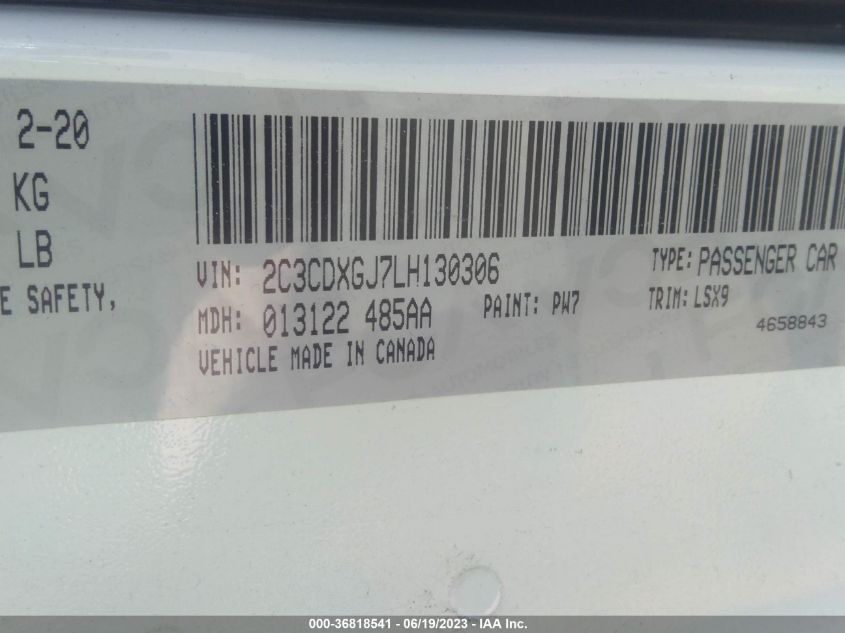 2-20
KG
LB
E SAFETY,
VIN: 2C3CDXGJ7LH130306
TYPE: PASSENGER CAR
MDH: 013122 485AA
PAINT: PW7
TRIM: LSX9
4658843
VEHICLE MADE IN CANADA
000-36818541 - 06/19/2023 - IAA Inc.